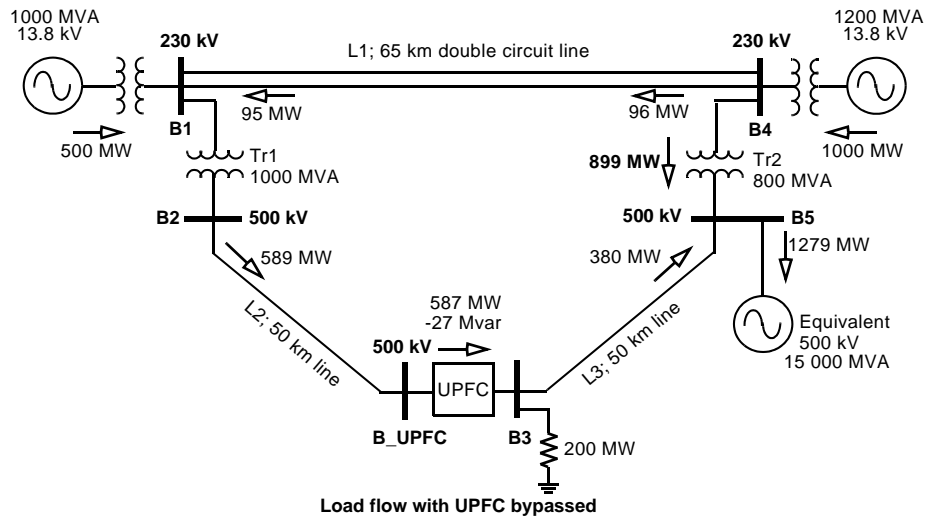 1000 MVA
13.8 kV
230 kV
L1; 65 km double circuit line
230 kV
1200 MVA
13.8 kV
500 MW
95 MW
B1
96 MW
B4
1000 MW
Tr1
1000 MVA
899 MW
Tr2
800 MVA
B2
500 kV
500 kV
B5
589 MW
380 MW
1279 MW
L2; 50 km line
587 MW
-27 Mvar
500 kV
L3; 50 km line
Equivalent
500 kV
15 000 MVA
UPFC
B_UPFC
B3
200 MW
Load flow with UPFC bypassed